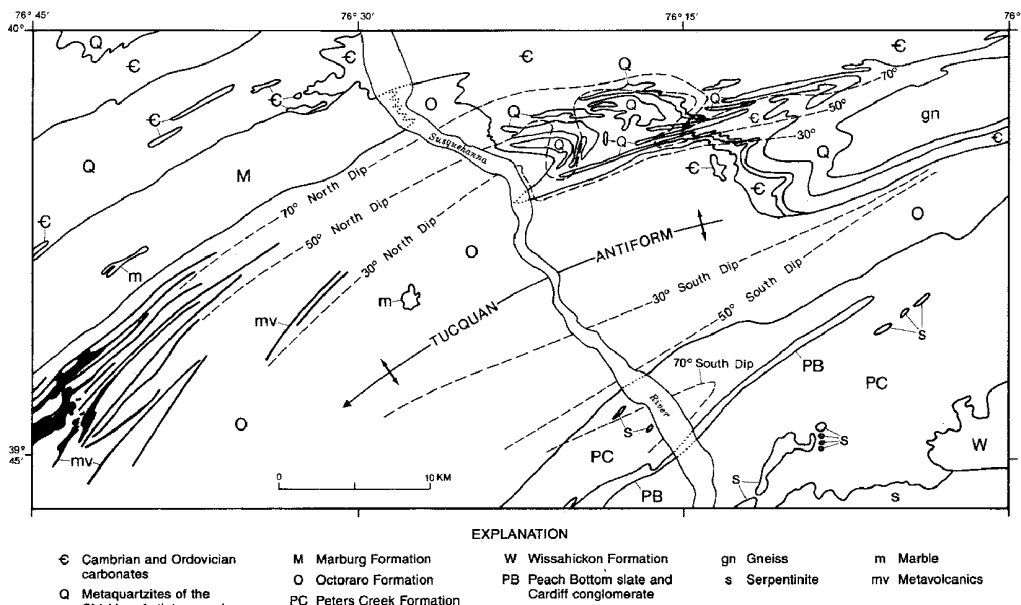 76° 45' 76° 30' 76° 15' 76°
40°
Q
Є
Є
Є
Є
Є
O
Q
Q
Q
Q
Q
Q
Є
70°
50°
30°
gn
Є
Q
Є
Є
Susquehanna
Q
M
Є
70° North Dip
50° North Dip
30° North Dip
O
O
m
m
mv
ANTIFORM
TUCQUAN
30° South Dip
50° South Dip
70° South Dip
s
PB
PC
River
O
s
s
PC
PB
W
s
s
mv
39°
45'
0 10 KM
EXPLANATION
Є Cambrian and Ordovician
carbonates
Q Metaquartzites of the
M Marburg Formation
O Octoraro Formation
PC Peters Creek Formation
W Wissahickon Formation
PB Peach Bottom slate and
Cardiff conglomerate
gn Gneiss
s Serpentinite
m Marble
mv Metavolcanics